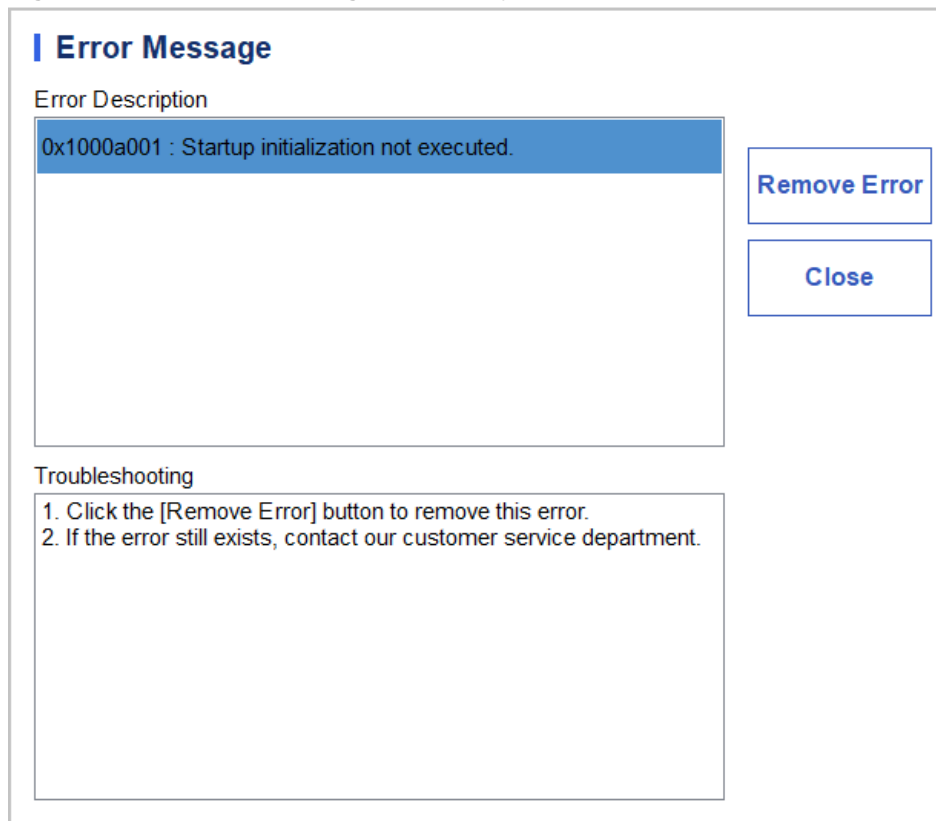 Error Message
Error Description
0x1000a001 : Startup initialization not executed.
Remove Error
Close
Troubleshooting
1. Click the [Remove Error] button to remove this error.
2. If the error still exists, contact our customer service department.